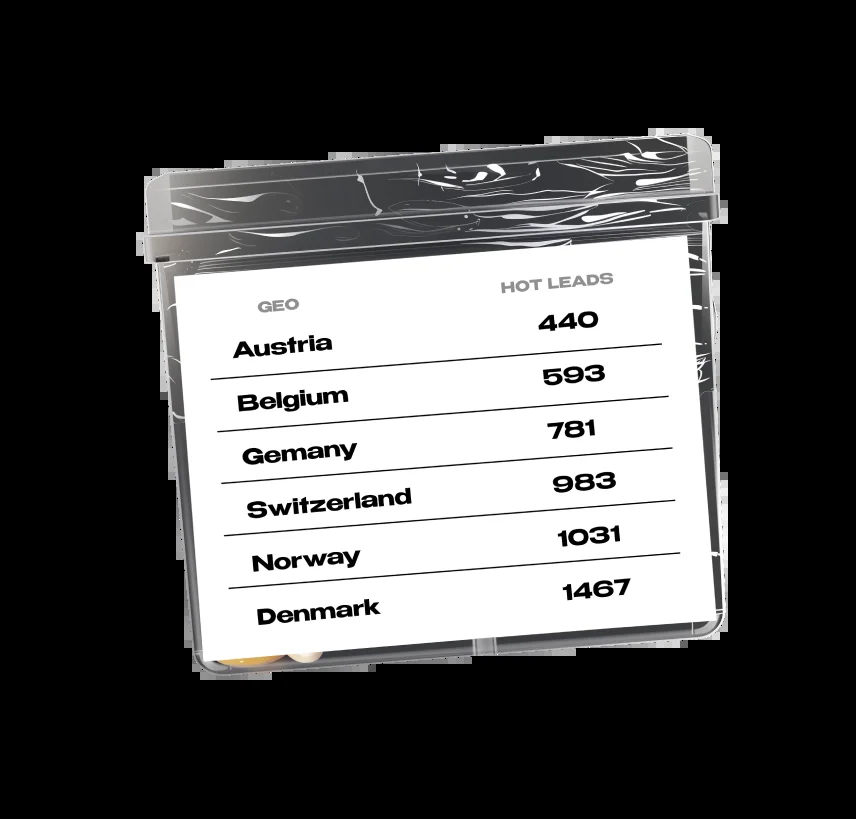 GEO HOT LEADS
Austria 440
Belgium 593
Gemany 781
Switzerland 983
Norway 1031
Denmark 1467